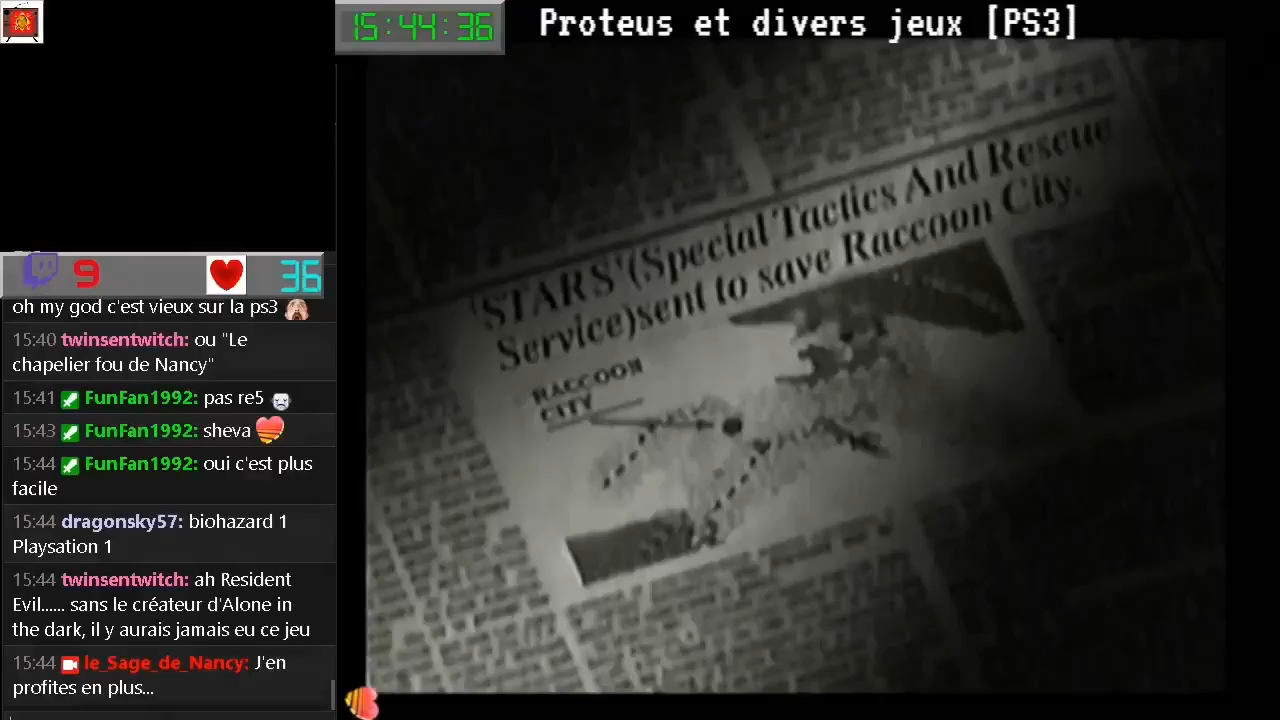 15:44:36
Proteus et divers jeux [PS3]
'STARS'(Special Tactics And Rescue
Service)sent to save Raccoon City.
RACCOON
CITY
9
36
oh my god c'est vieux sur la ps3
15:40 twinsentwitch: ou "Le
chapelier fou de Nancy"
15:41 FunFan1992: pas re5
15:43 FunFan1992: sheva
15:44 FunFan1992: oui c'est plus
facile
15:44 dragonsky57: biohazard 1
Playsation 1
15:44 twinsentwitch: ah Resident
Evil...... sans le créateur d'Alone in
the dark, il y aurais jamais eu ce jeu
15:44 le_Sage_de_Nancy: J'en
profites en plus...